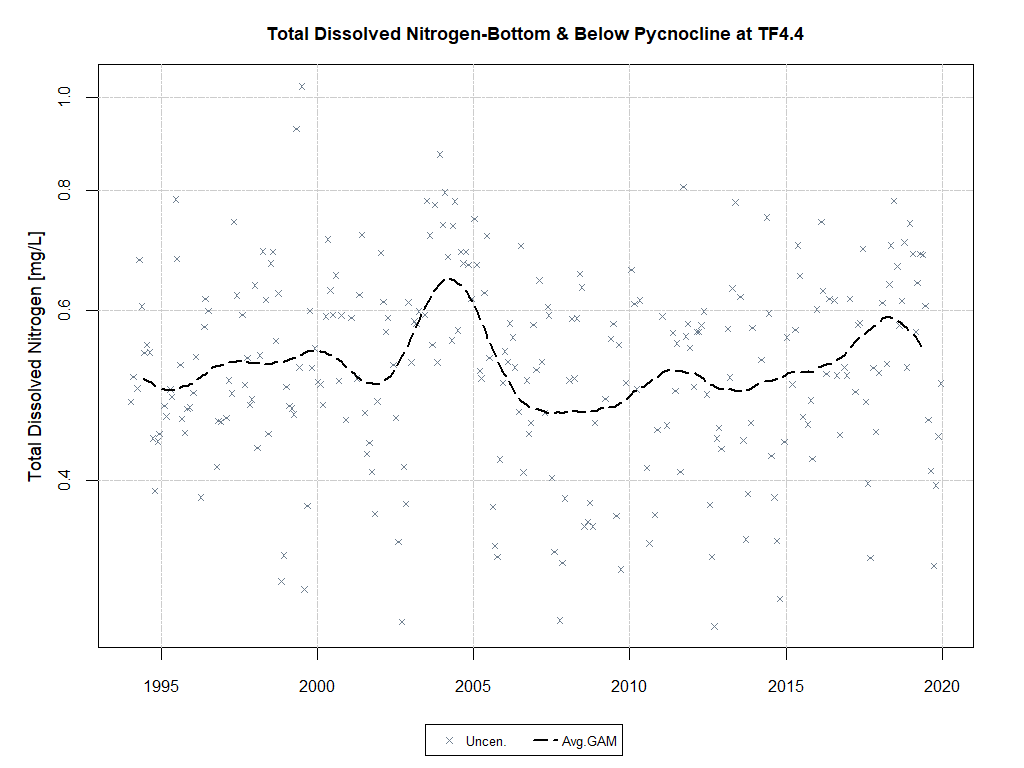 Total Dissolved Nitrogen-Bottom & Below Pycnocline at TF4.4
Total Dissolved Nitrogen [mg/L]
1.0
0.8
0.6
0.4
1995 2000 2005 2010 2015 2020
Uncen. Avg.GAM